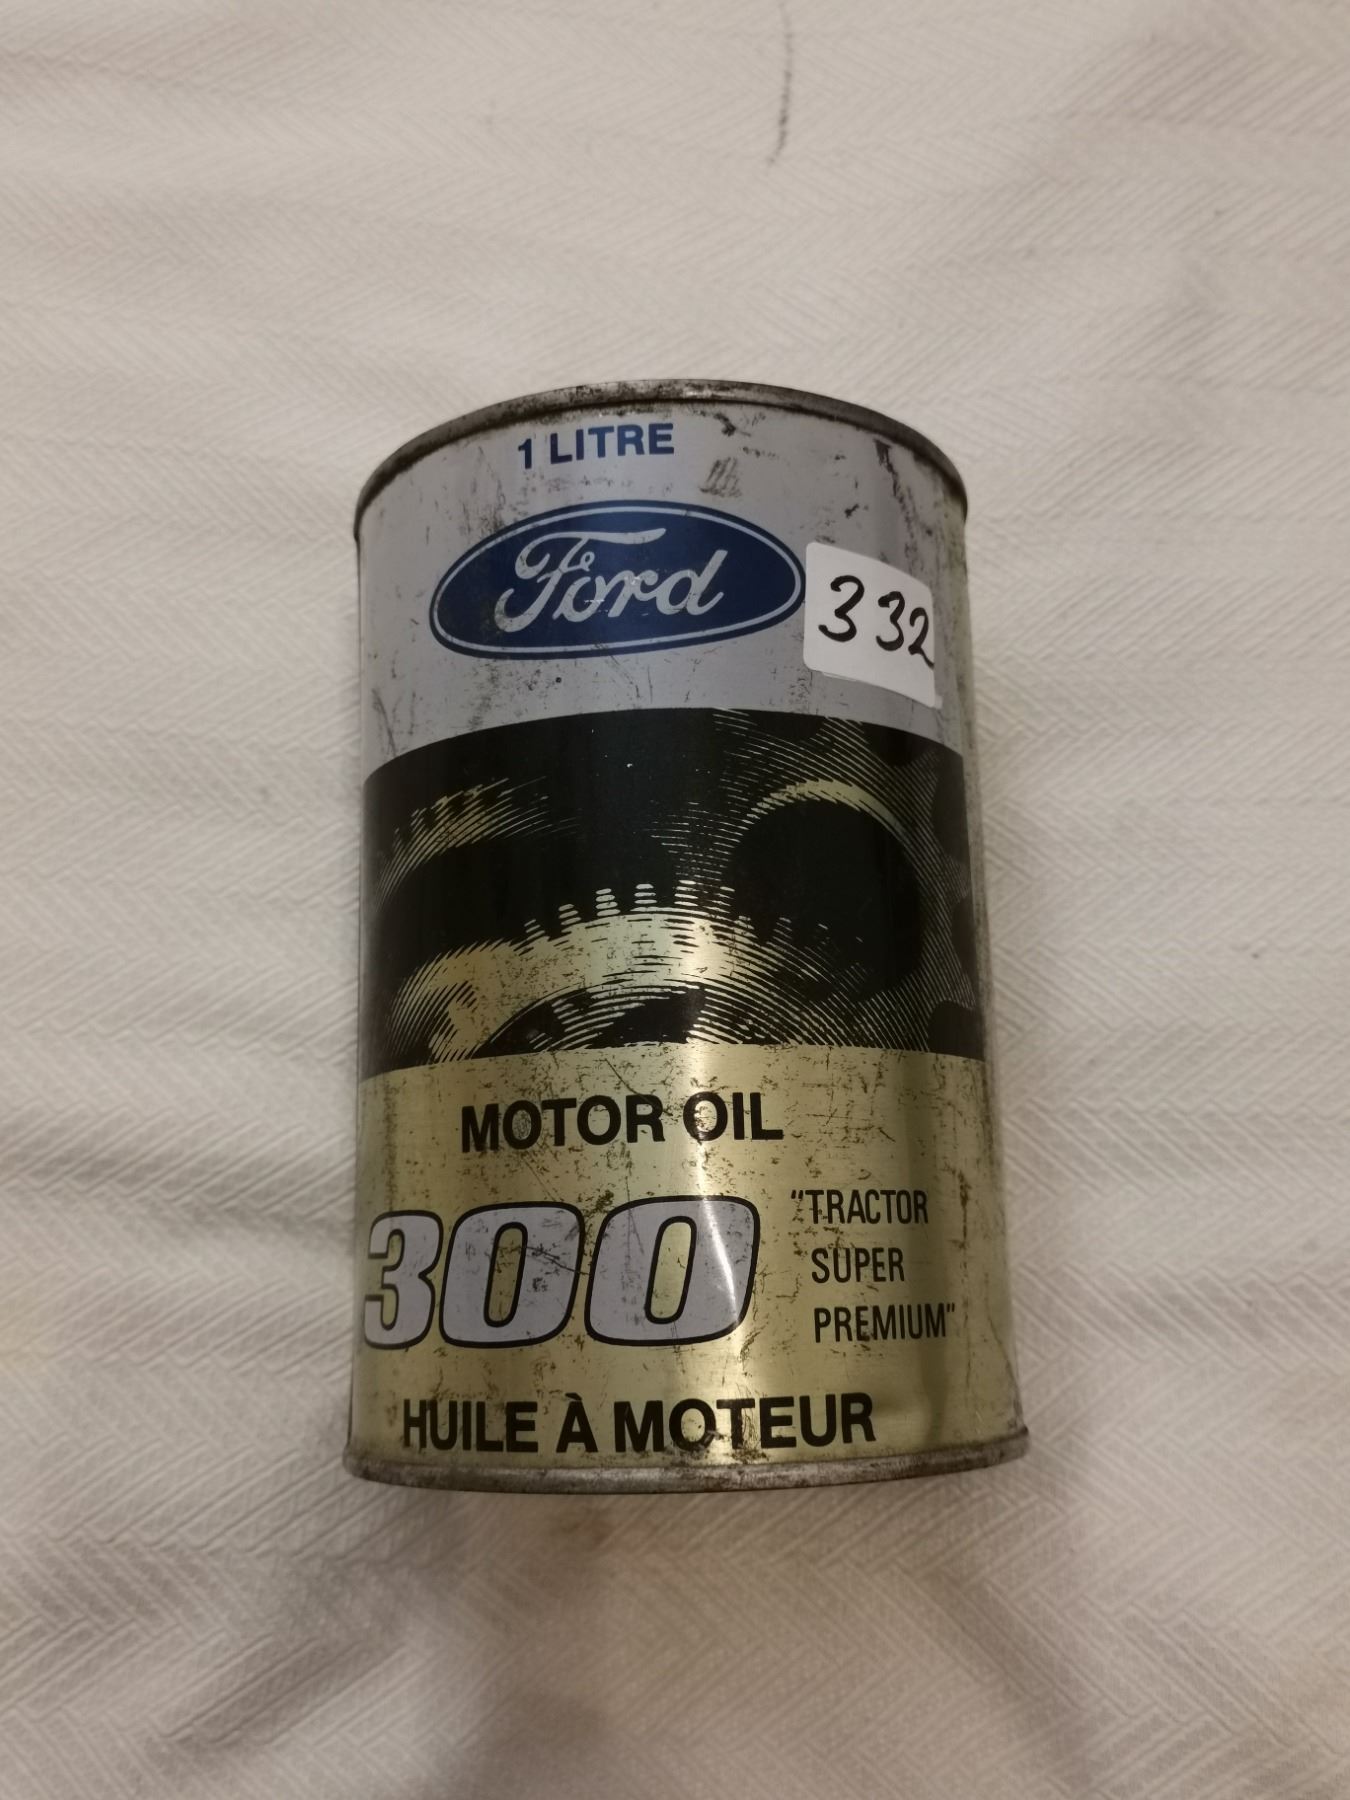 1 LITRE
Ford
332
MOTOR OIL
300
"TRACTOR
SUPER
PREMIUM"
HUILE À MOTEUR